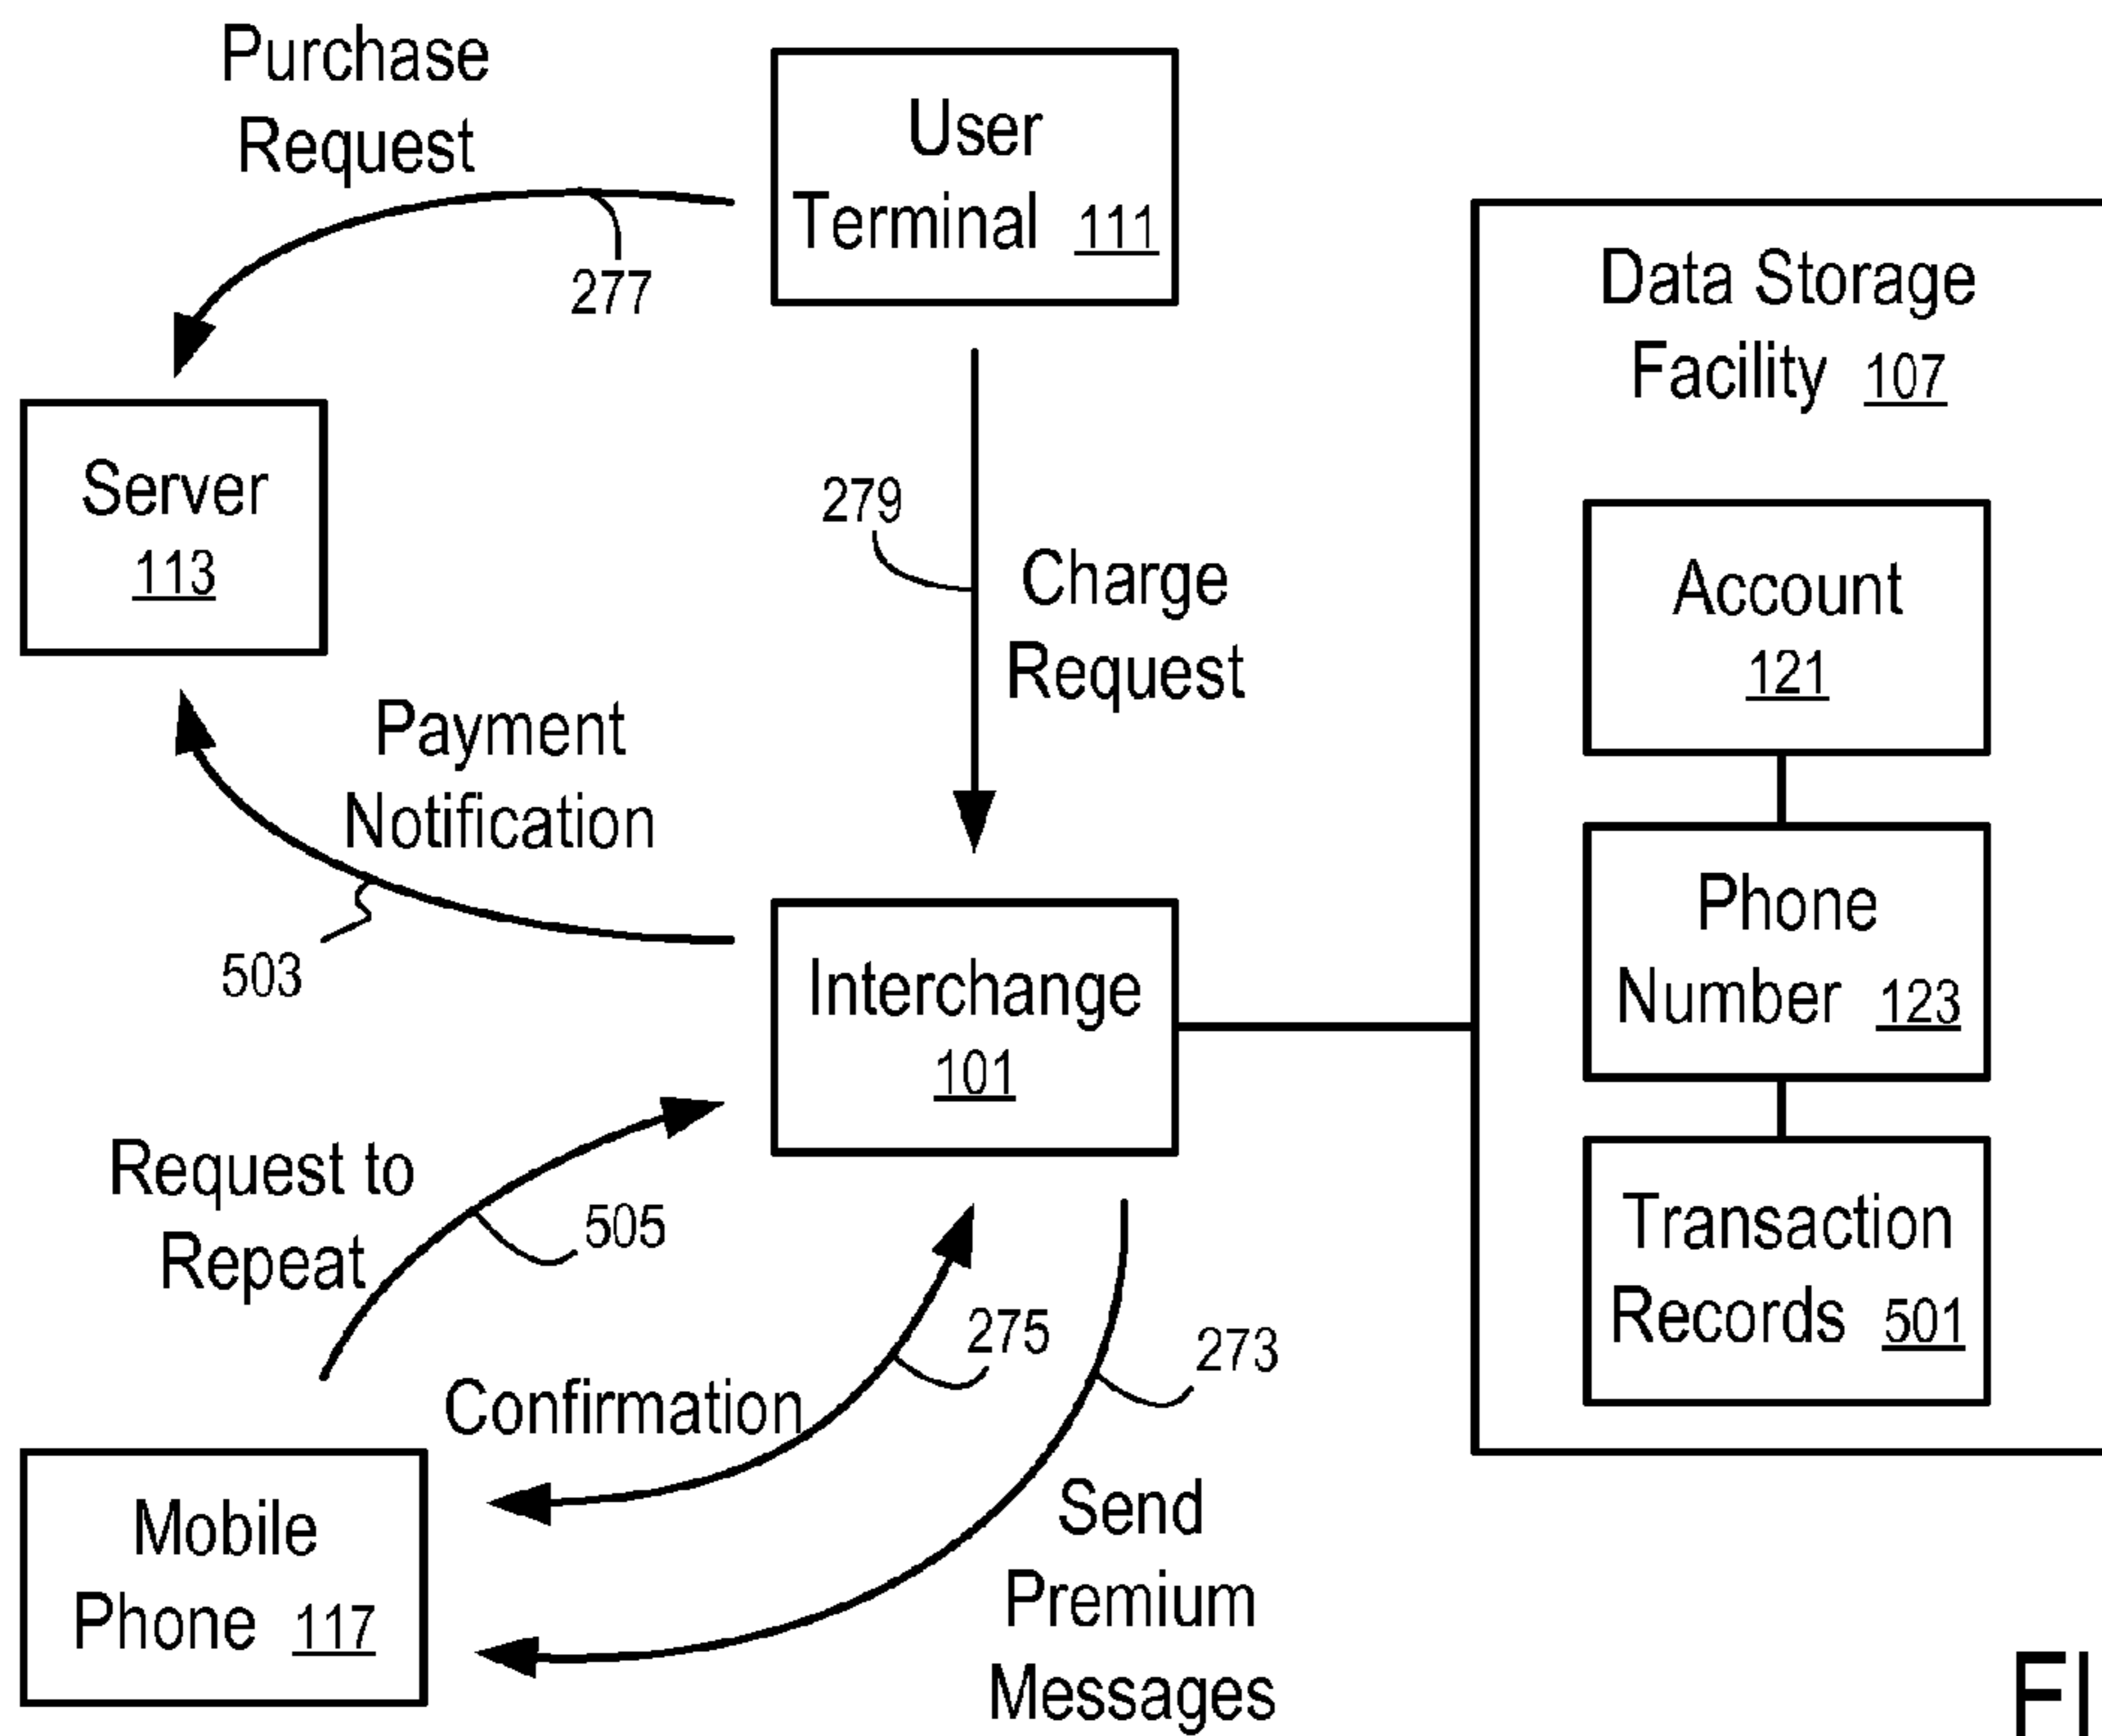 Purchase
Request
277
User
Terminal 111
Server
113
279
Charge
Request
Payment
Notification
503
Interchange
101
Request to
Repeat
505
Confirmation
275
273
Send
Premium
Messages
Mobile
Phone 117
Data Storage
Facility 107
Account
121
Phone
Number 123
Transaction
Records 501
FI